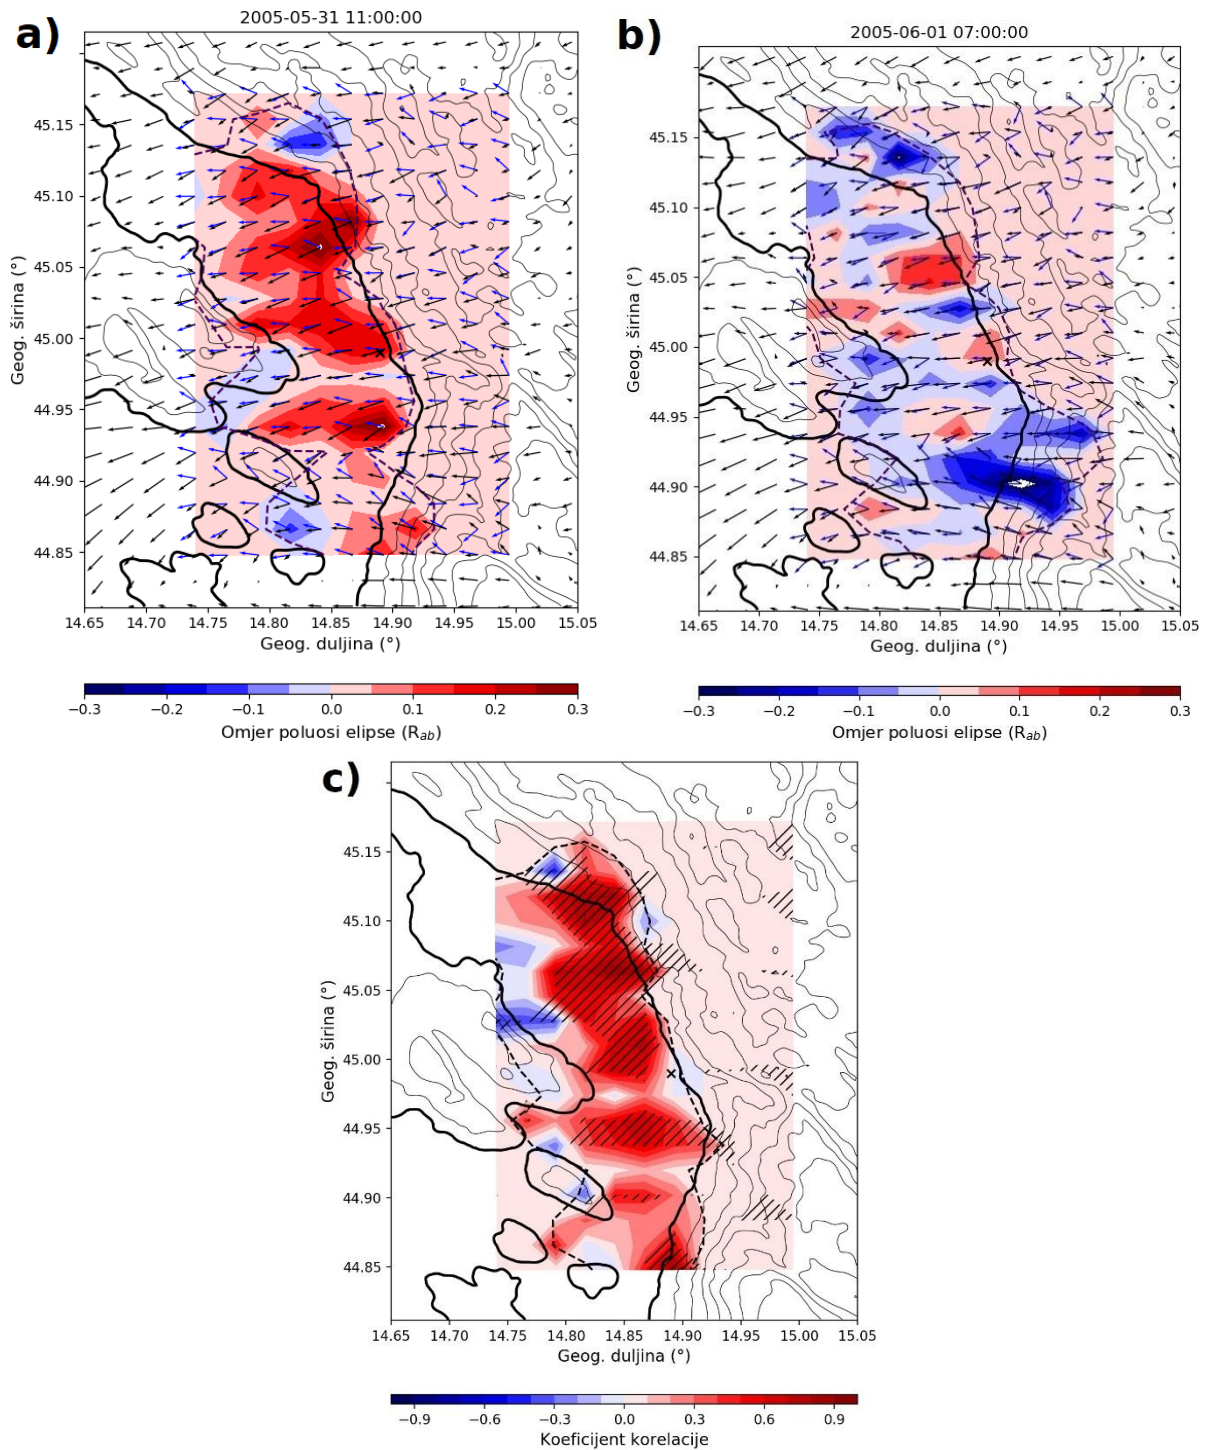 a)
2005-05-31 11:00:00
45.15
45.10
45.05
45.00
44.95
44.90
44.85
Geog. širina (°)
14.65 14.70 14.75 14.80 14.85 14.90 14.95 15.00 15.05
Geog. duljina (°)
−0.3 −0.2 −0.1 0.0 0.1 0.2 0.3
Omjer poluosi elipse (R_ab)
b)
2005-06-01 07:00:00
45.15
45.10
45.05
45.00
44.95
44.90
44.85
Geog. širina (°)
14.65 14.70 14.75 14.80 14.85 14.90 14.95 15.00 15.05
Geog. duljina (°)
−0.3 −0.2 −0.1 0.0 0.1 0.2 0.3
Omjer poluosi elipse (R_ab)
c)
45.15
45.10
45.05
45.00
44.95
44.90
44.85
Geog. širina (°)
14.65 14.70 14.75 14.80 14.85 14.90 14.95 15.00 15.05
Geog. duljina (°)
−0.9 −0.6 −0.3 0.0 0.3 0.6 0.9
Koeficijent korelacije